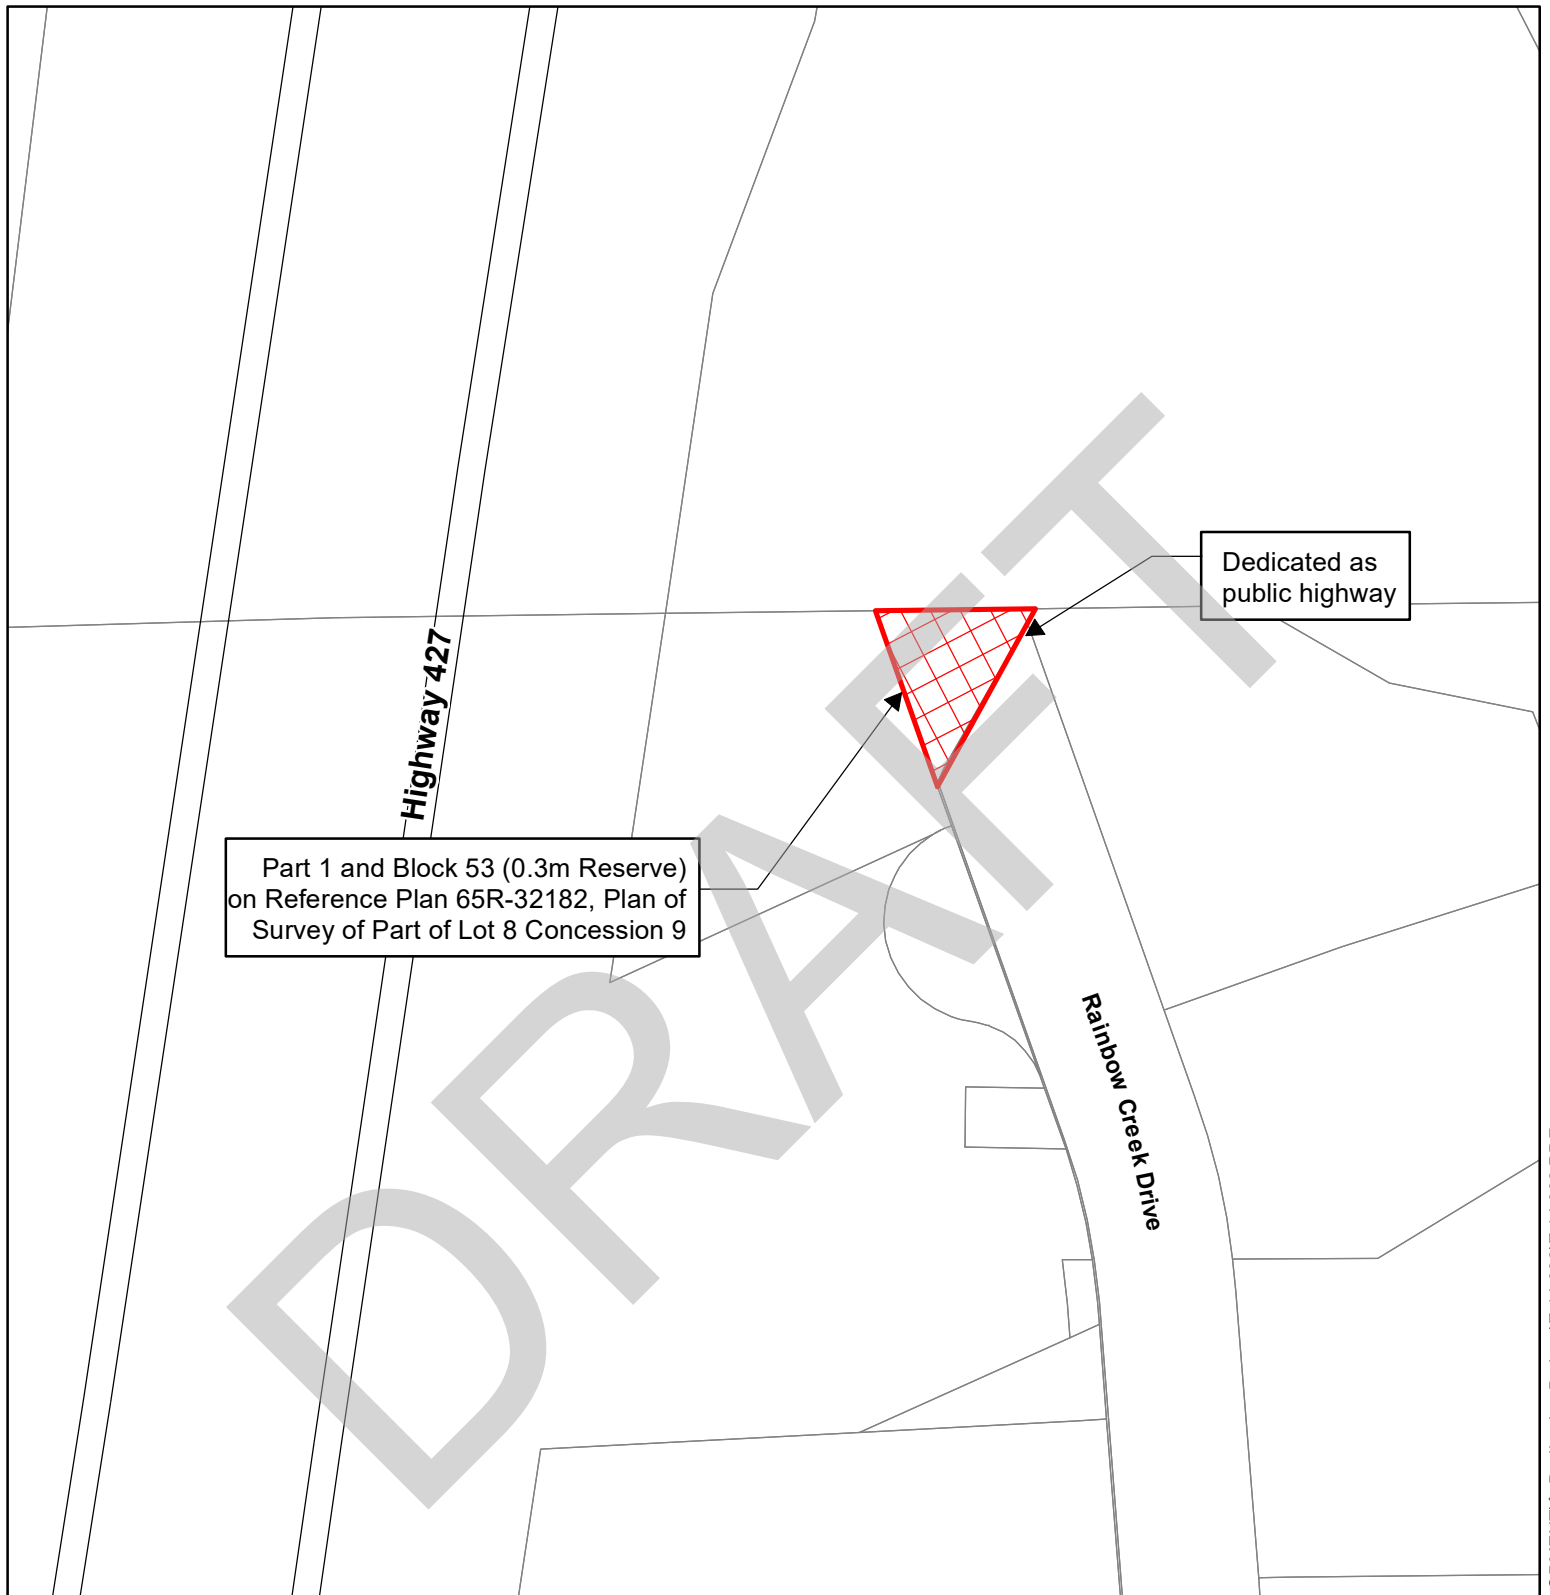 Dedicated as
public highway
Highway 427
Part 1 and Block 53 (0.3m Reserve)
on Reference Plan 65R-32182, Plan of
Survey of Part of Lot 8 Concession 9
Rainbow Creek Drive
DRAFT